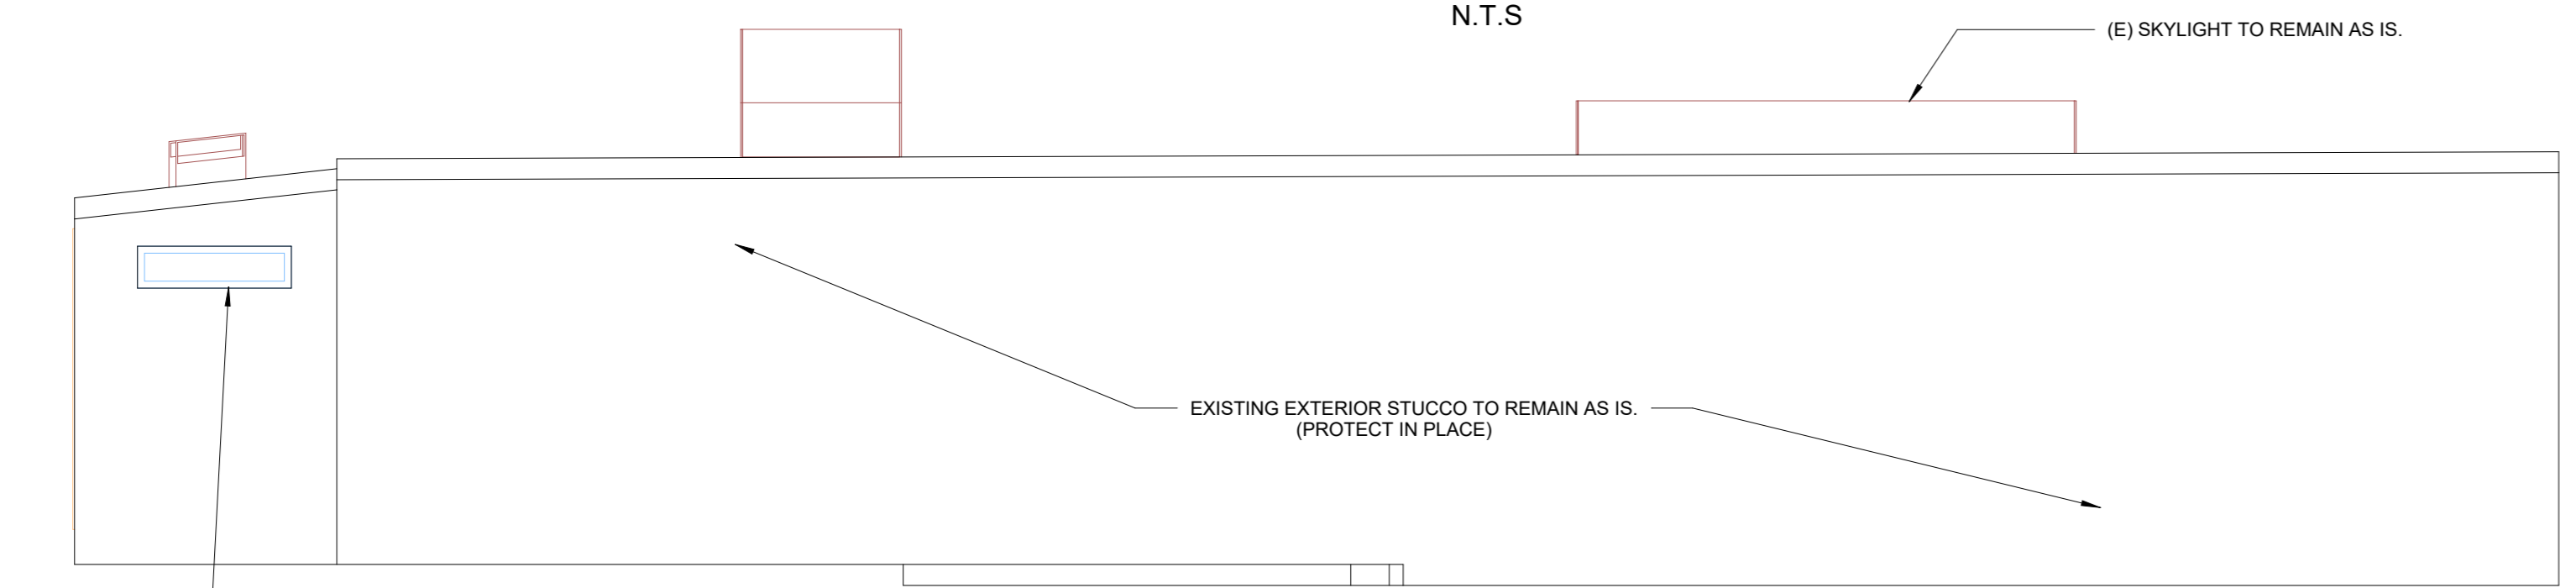 N.T.S
(E) SKYLIGHT TO REMAIN AS IS.
EXISTING EXTERIOR STUCCO TO REMAIN AS IS.
(PROTECT IN PLACE)